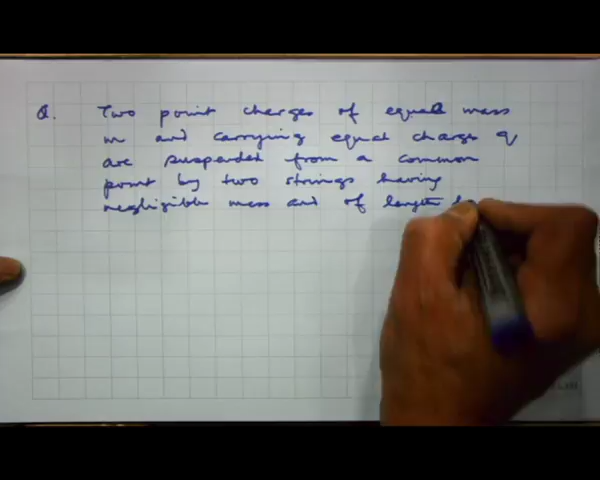 Q. Two point charges of equal mass
m and carrying equal charge q
are suspended from a common
point by two strings having
negligible mass and of length